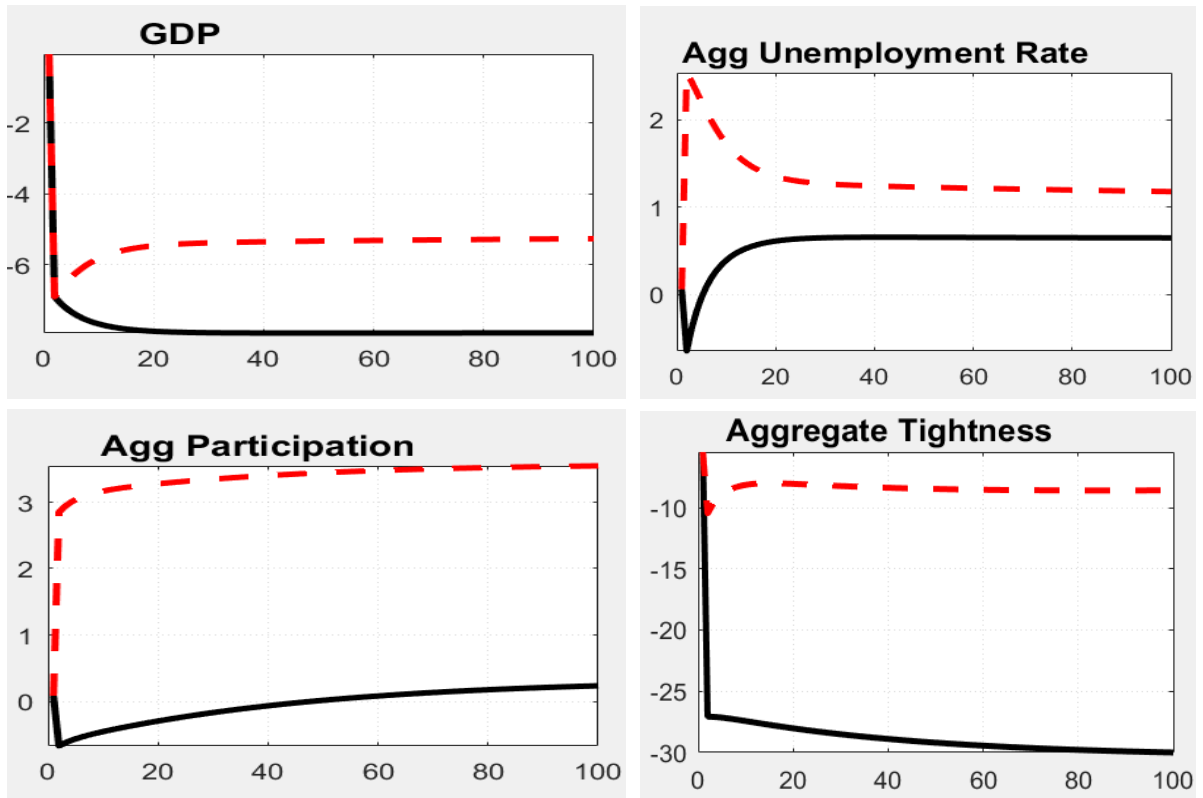 GDP
-2
-4
-6
0 20 40 60 80 100
Agg Unemployment Rate
2
1
0
0 20 40 60 80 100
Agg Participation
3
2
1
0
0 20 40 60 80 100
Aggregate Tightness
-10
-15
-20
-25
-30
0 20 40 60 80 100